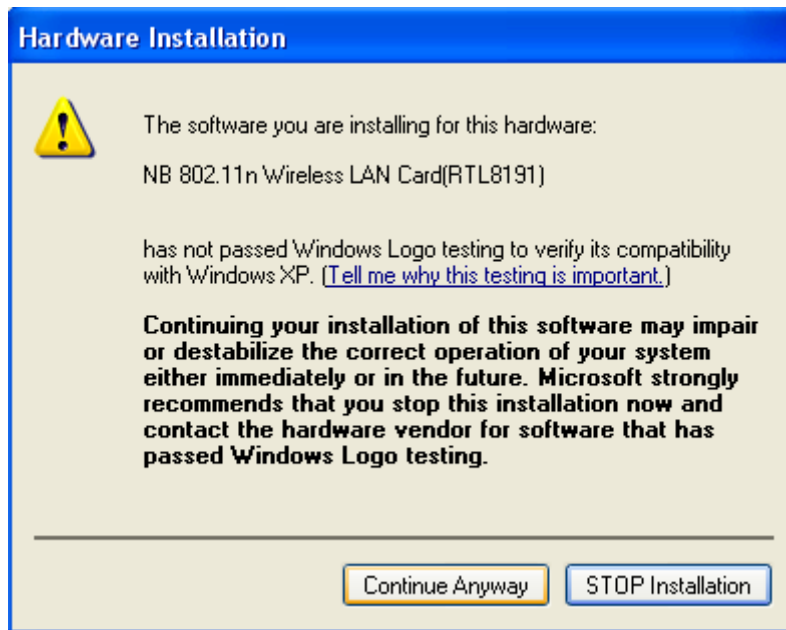 Hardware Installation
The software you are installing for this hardware:
NB 802.11n Wireless LAN Card(RTL8191)
has not passed Windows Logo testing to verify its compatibility
with Windows XP. (Tell me why this testing is important.)
Continuing your installation of this software may impair
or destabilize the correct operation of your system
either immediately or in the future. Microsoft strongly
recommends that you stop this installation now and
contact the hardware vendor for software that has
passed Windows Logo testing.
Continue Anyway
STOP Installation